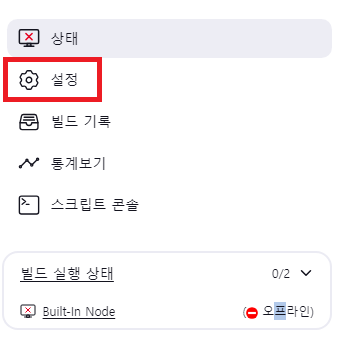 상태
설정
빌드 기록
통계보기
스크립트 콘솔
빌드 실행 상태 0/2
Built-In Node (오프라인)